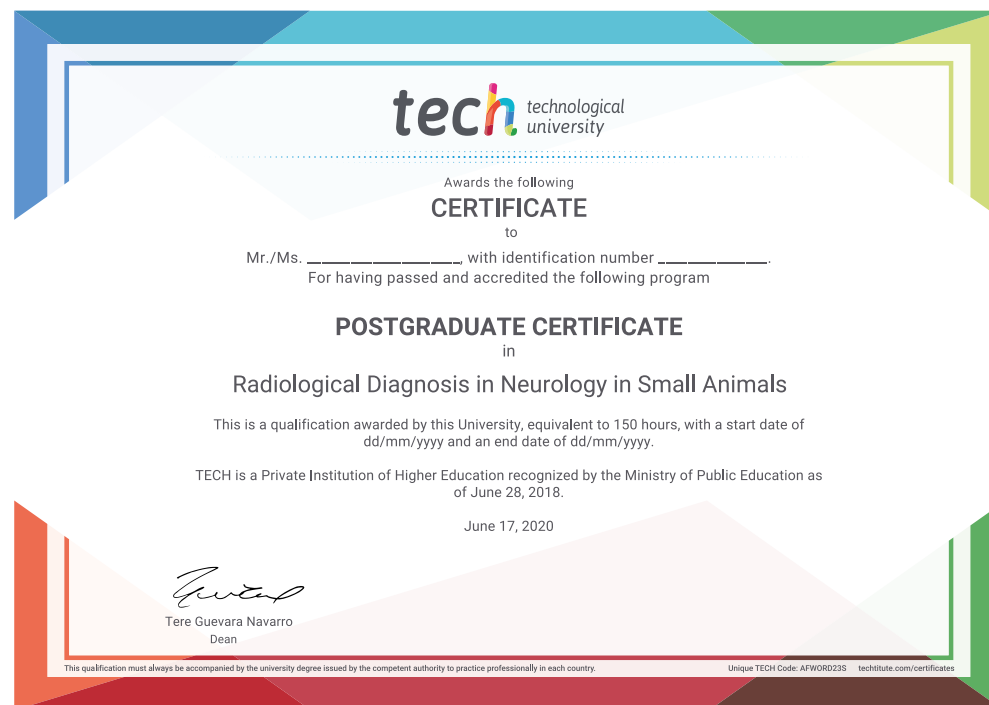 tech technological
university
Awards the following
CERTIFICATE
to
Mr./Ms. ____________________, with identification number ______________.
For having passed and accredited the following program
POSTGRADUATE CERTIFICATE
in
Radiological Diagnosis in Neurology in Small Animals
This is a qualification awarded by this University, equivalent to 150 hours, with a start date of
dd/mm/yyyy and an end date of dd/mm/yyyy.
TECH is a Private Institution of Higher Education recognized by the Ministry of Public Education as
of June 28, 2018.
June 17, 2020
Tere Guevara Navarro
Dean
This qualification must always be accompanied by the university degree issued by the competent authority to practice professionally in each country.
Unique TECH Code: AFWORD23S techtitute.com/certificates